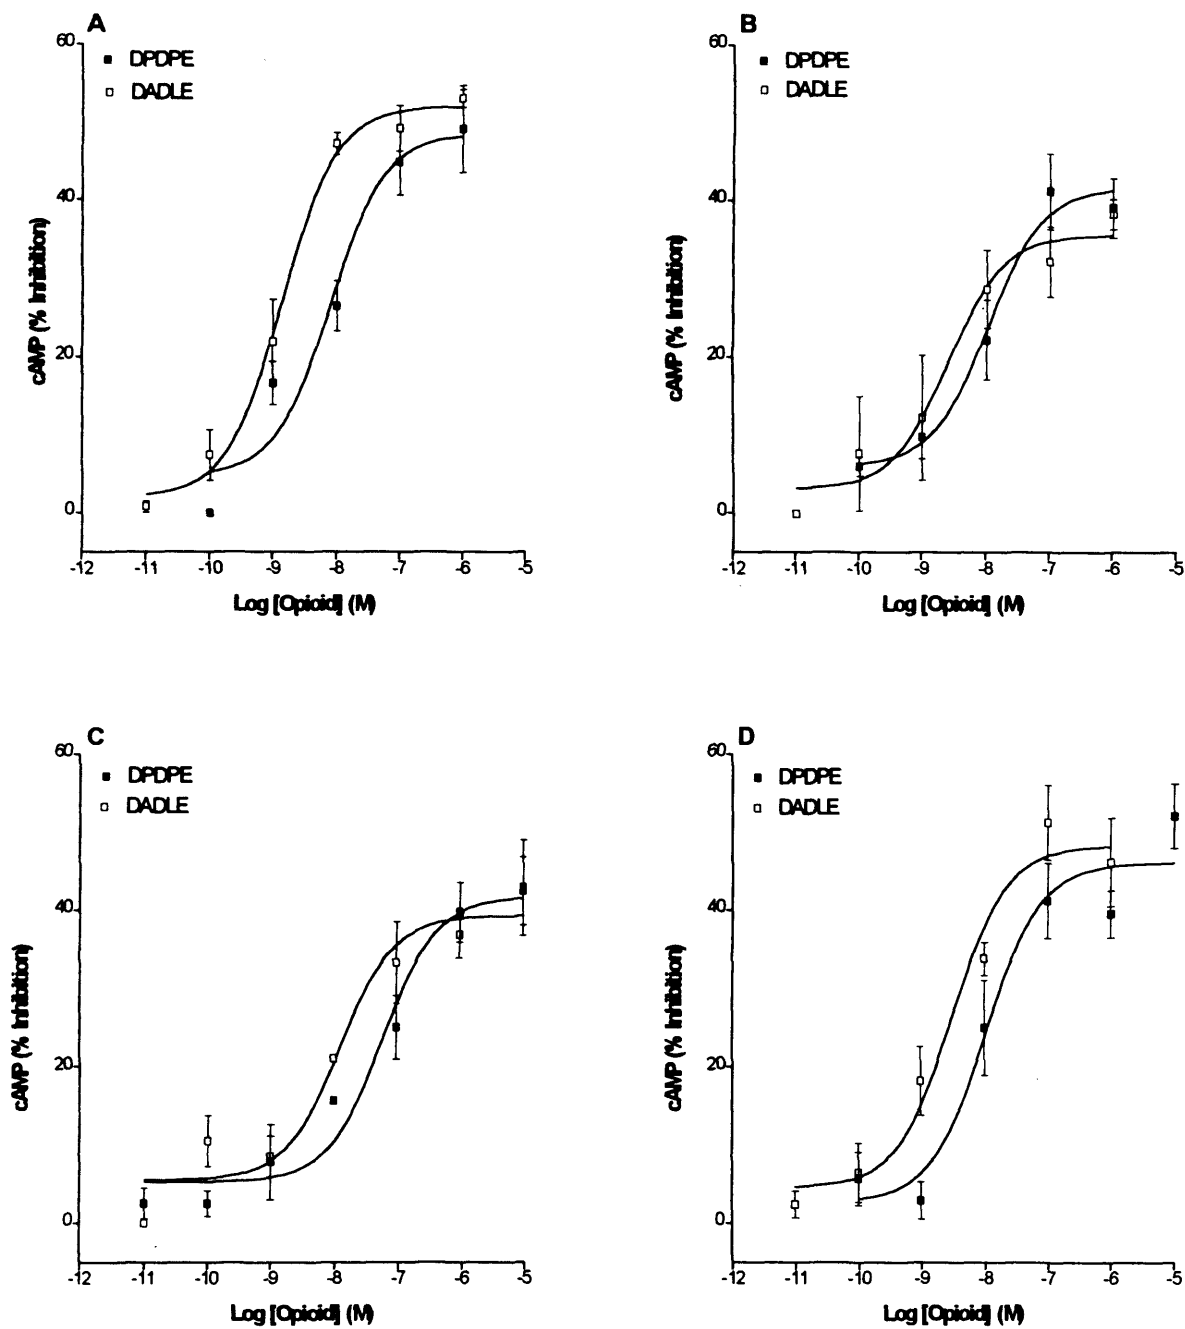 A
60
DPDPE
DADLE
40
20
0
cAMP (% Inhibition)
-12 -11 -10 -9 -8 -7 -6 -5
Log [Opioid] (M)
B
60
DPDPE
DADLE
40
20
0
cAMP (% Inhibition)
-12 -11 -10 -9 -8 -7 -6 -5
Log [Opioid] (M)
C
60
DPDPE
DADLE
40
20
0
cAMP (% Inhibition)
-12 -11 -10 -9 -8 -7 -6 -5
Log [Opioid] (M)
D
60
DPDPE
DADLE
40
20
0
cAMP (% Inhibition)
-12 -11 -10 -9 -8 -7 -6 -5
Log [Opioid] (M)